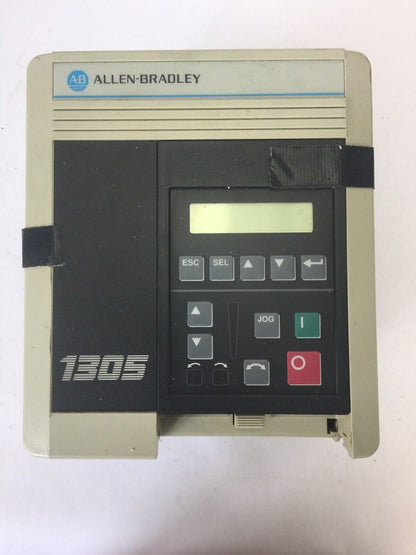 AB ALLEN-BRADLEY
ESC SEL
JOG I
O
1305